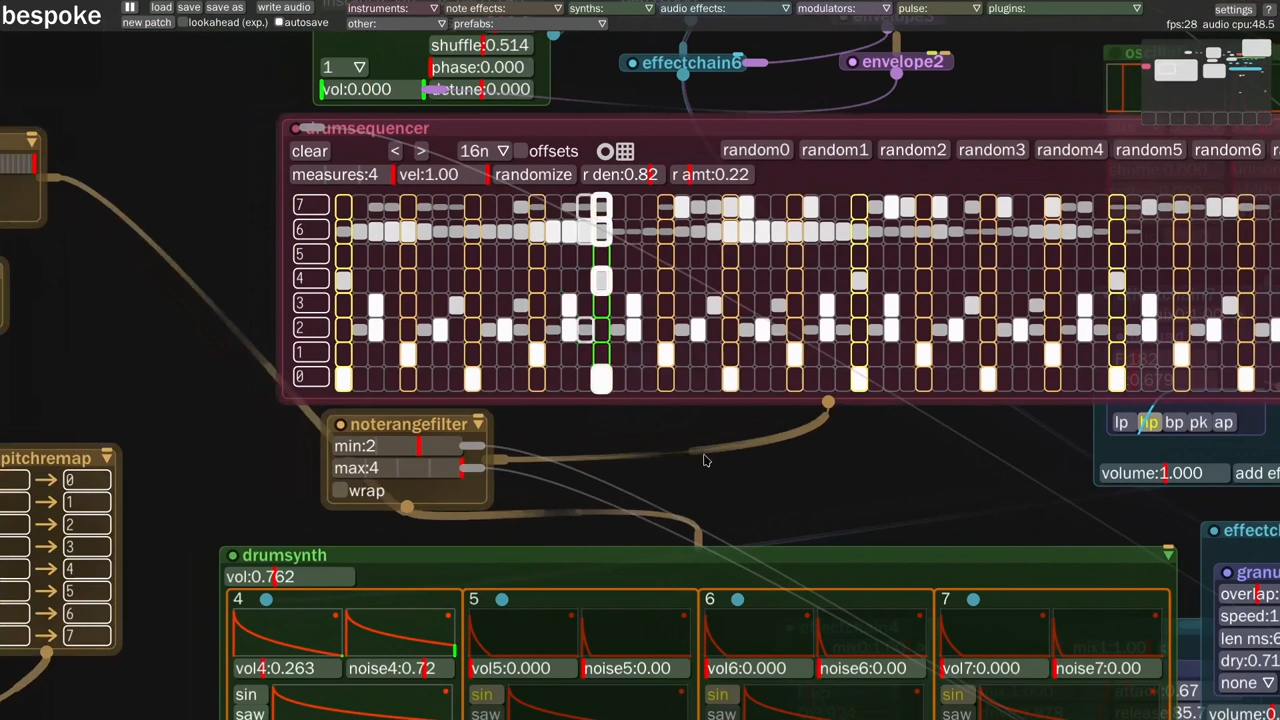 bespoke
load save save as write audio instruments: note effects: synths: audio effects: modulators: pulse: plugins: settings ?
new patch lookahead (exp.) autosave other: prefabs: fps:28 audio cpu:48.5
shuffle:0.514
1 phase:0.000
vol:0.000 detune:0.000
effectchain6 envelope2
drumsequencer
clear < > 16n offsets random0 random1 random2 random3 random4 random5 random6
measures:4 vel:1.00 randomize r den:0.82 r amt:0.22
7
6
5
4
3
2
1
0
noterangefilter
min:2
max:4
wrap
lp hp bp pk ap
volume:1.000 add e
pitchremap
0
1
2
3
4
5
6
7
drumsynth
vol:0.762
4 5 6 7
vol4:0.263 noise4:0.72 vol5:0.000 noise5:0.00 vol6:0.000 noise6:0.00 vol7:0.000 noise7:0.00
sin sin sin sin
saw saw saw saw
effectc
granu
overlap:
speed:1
len ms:6
dry:0.71
none
volume:0